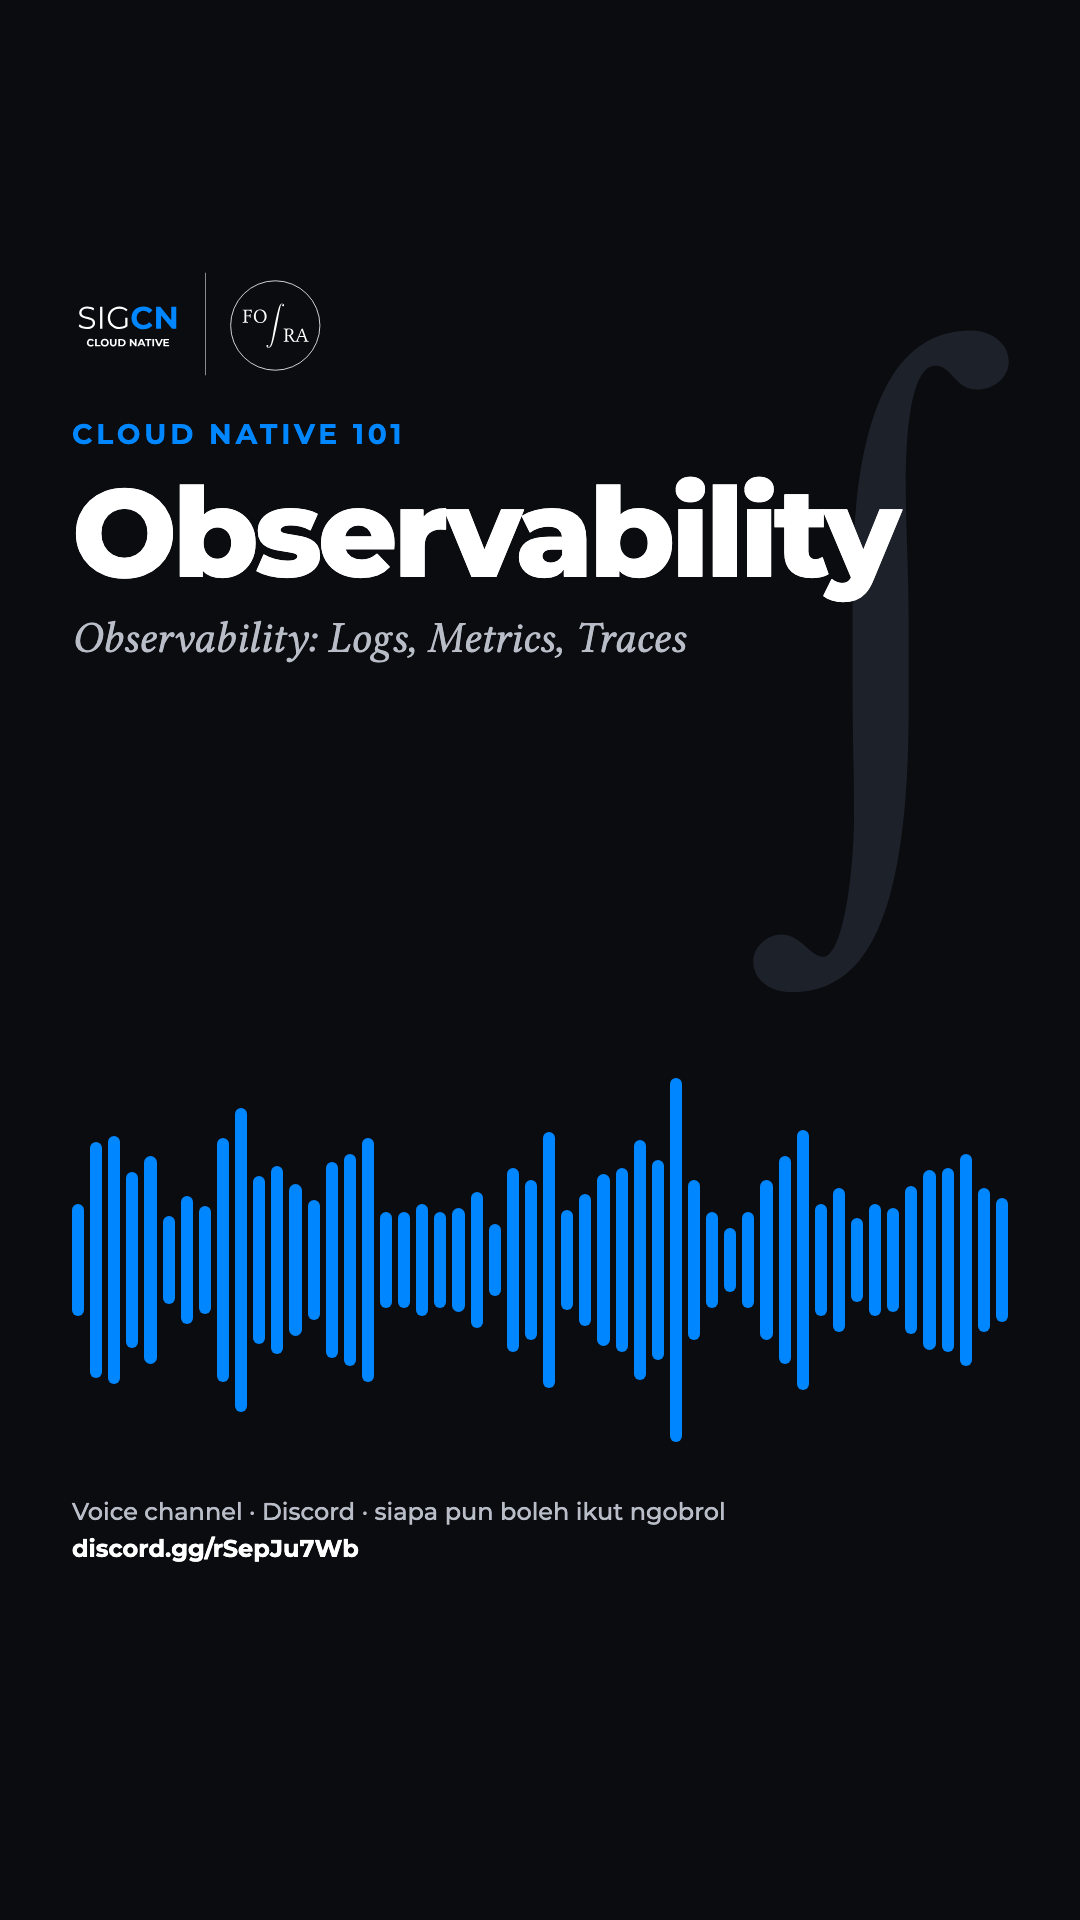 SIGCN
CLOUD NATIVE
FO∫RA
CLOUD NATIVE 101
Observability
Observability: Logs, Metrics, Traces
∫
Voice channel · Discord · siapa pun boleh ikut ngobrol
discord.gg/rSepJu7Wb